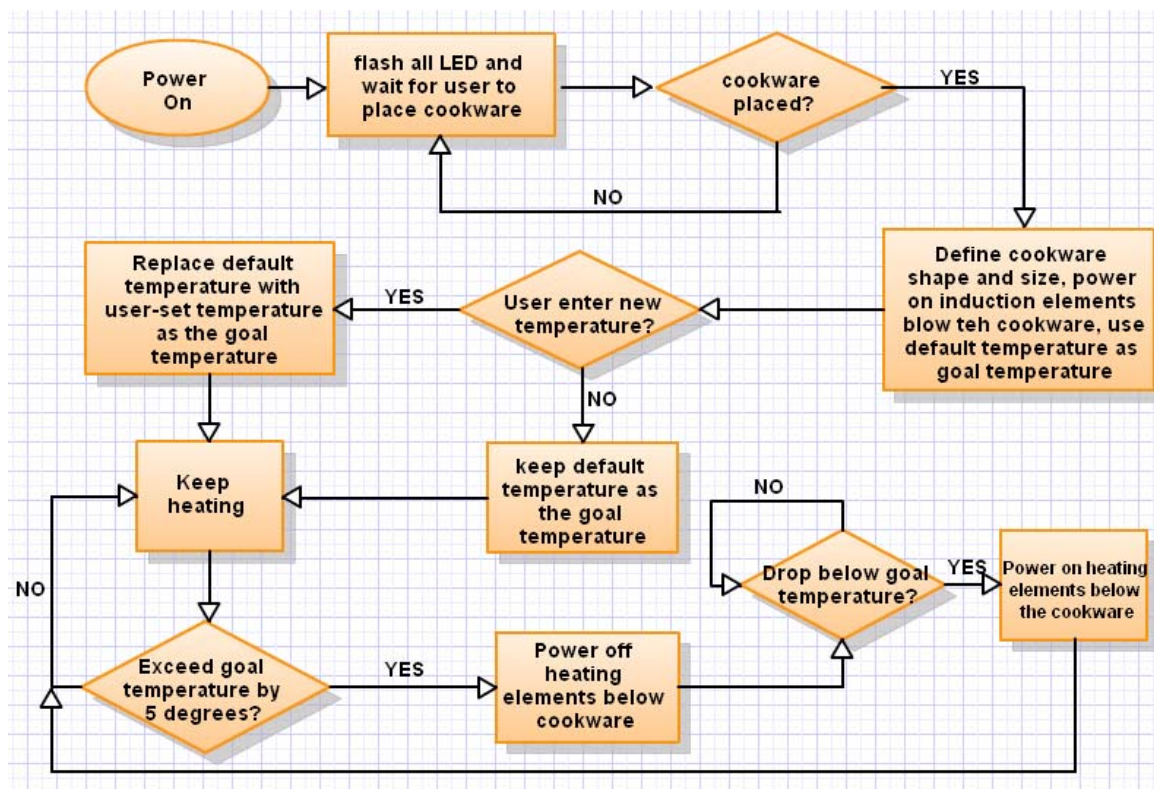 Power
On
flash all LED and
wait for user to
place cookware
cookware
placed?
YES
NO
Define cookware
shape and size, power
on induction elements
blow teh cookware, use
default temperature as
goal temperature
User enter new
temperature?
YES
Replace default
temperature with
user-set temperature
as the goal
temperature
NO
keep default
temperature as
the goal
temperature
Keep
heating
NO
Exceed goal
temperature by
5 degrees?
YES
Power off
heating
elements below
cookware
NO
Drop below goal
temperature?
YES
Power on heating
elements below
the cookware